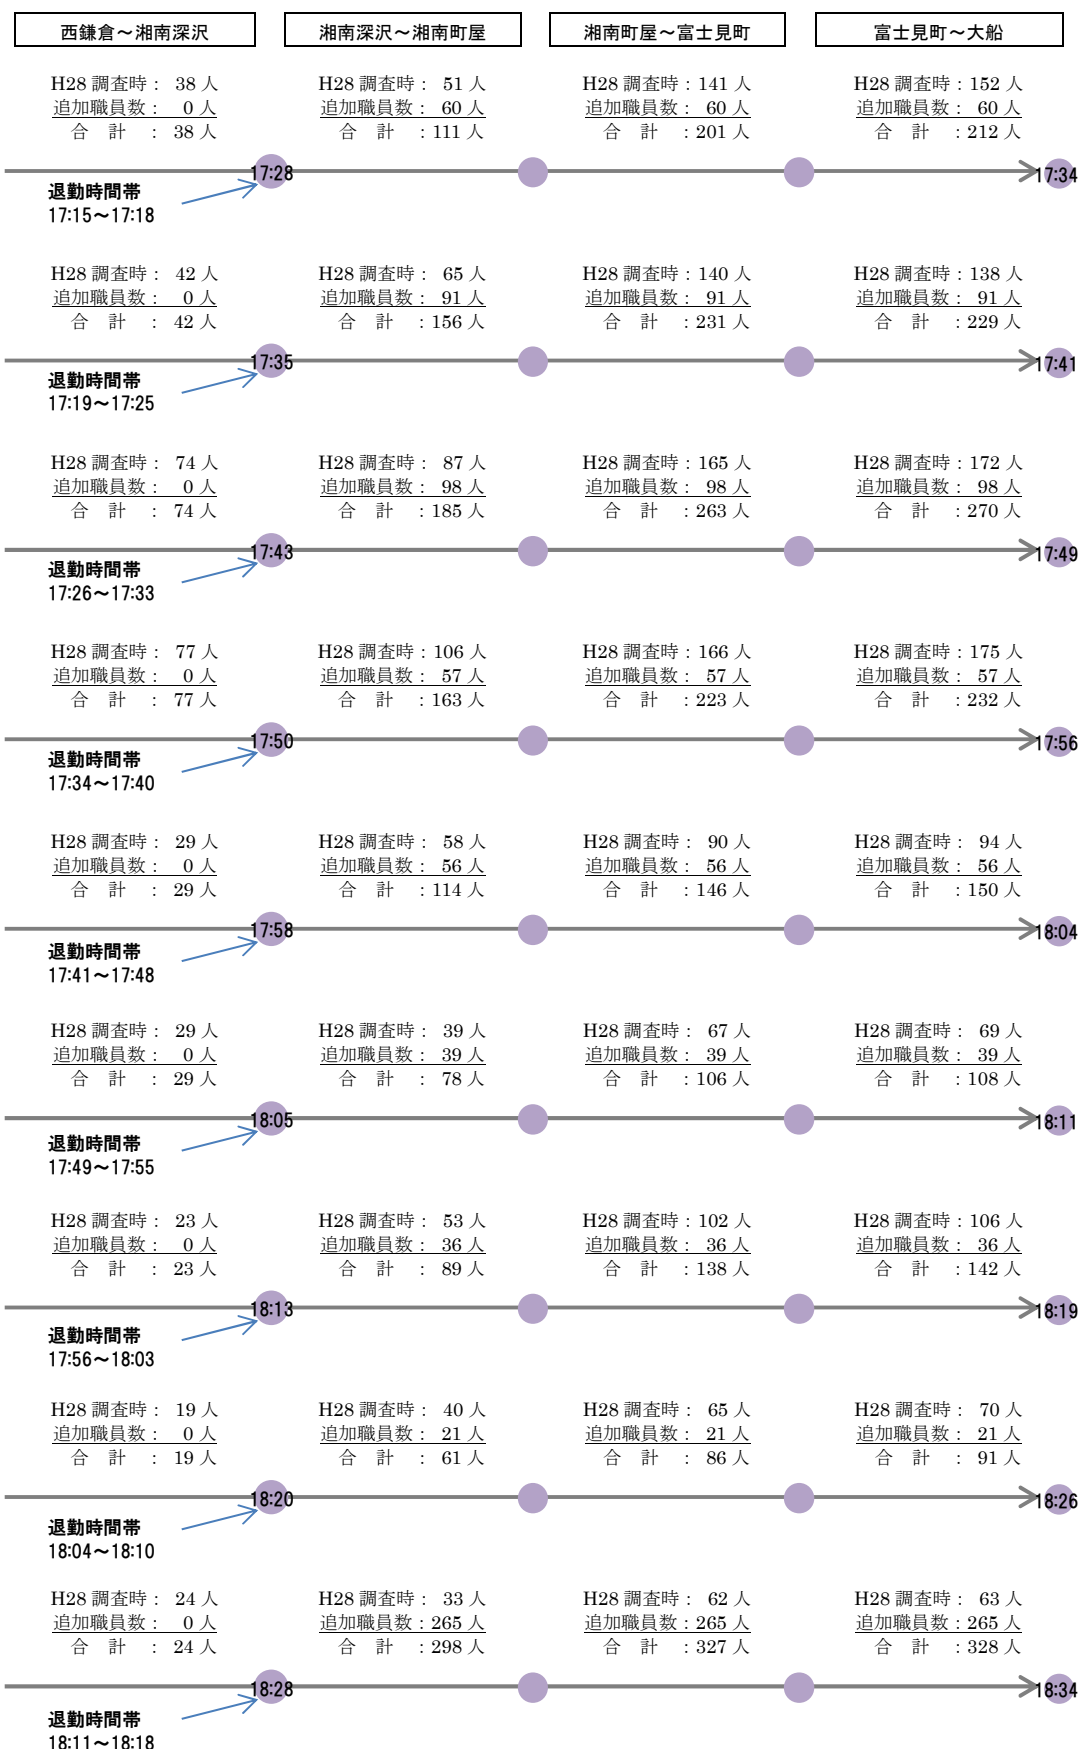 西鎌倉～湘南深沢 湘南深沢～湘南町屋 湘南町屋～富士見町 富士見町～大船
H28 調査時： 38 人 H28 調査時： 51 人 H28 調査時：141 人 H28 調査時：152 人
追加職員数： 0 人 追加職員数： 60 人 追加職員数： 60 人 追加職員数： 60 人
合 計 ： 38 人 合 計 ：111 人 合 計 ：201 人 合 計 ：212 人
17:28 17:34
退勤時間帯
17:15～17:18
H28 調査時： 42 人 H28 調査時： 65 人 H28 調査時：140 人 H28 調査時：138 人
追加職員数： 0 人 追加職員数： 91 人 追加職員数： 91 人 追加職員数： 91 人
合 計 ： 42 人 合 計 ：156 人 合 計 ：231 人 合 計 ：229 人
17:35 17:41
退勤時間帯
17:19～17:25
H28 調査時： 74 人 H28 調査時： 87 人 H28 調査時：165 人 H28 調査時：172 人
追加職員数： 0 人 追加職員数： 98 人 追加職員数： 98 人 追加職員数： 98 人
合 計 ： 74 人 合 計 ：185 人 合 計 ：263 人 合 計 ：270 人
17:43 17:49
退勤時間帯
17:26～17:33
H28 調査時： 77 人 H28 調査時：106 人 H28 調査時：166 人 H28 調査時：175 人
追加職員数： 0 人 追加職員数： 57 人 追加職員数： 57 人 追加職員数： 57 人
合 計 ： 77 人 合 計 ：163 人 合 計 ：223 人 合 計 ：232 人
17:50 17:56
退勤時間帯
17:34～17:40
H28 調査時： 29 人 H28 調査時： 58 人 H28 調査時： 90 人 H28 調査時： 94 人
追加職員数： 0 人 追加職員数： 56 人 追加職員数： 56 人 追加職員数： 56 人
合 計 ： 29 人 合 計 ：114 人 合 計 ：146 人 合 計 ：150 人
17:58 18:04
退勤時間帯
17:41～17:48
H28 調査時： 29 人 H28 調査時： 39 人 H28 調査時： 67 人 H28 調査時： 69 人
追加職員数： 0 人 追加職員数： 39 人 追加職員数： 39 人 追加職員数： 39 人
合 計 ： 29 人 合 計 ： 78 人 合 計 ：106 人 合 計 ：108 人
18:05 18:11
退勤時間帯
17:49～17:55
H28 調査時： 23 人 H28 調査時： 53 人 H28 調査時：102 人 H28 調査時：106 人
追加職員数： 0 人 追加職員数： 36 人 追加職員数： 36 人 追加職員数： 36 人
合 計 ： 23 人 合 計 ： 89 人 合 計 ：138 人 合 計 ：142 人
18:13 18:19
退勤時間帯
17:56～18:03
H28 調査時： 19 人 H28 調査時： 40 人 H28 調査時： 65 人 H28 調査時： 70 人
追加職員数： 0 人 追加職員数： 21 人 追加職員数： 21 人 追加職員数： 21 人
合 計 ： 19 人 合 計 ： 61 人 合 計 ： 86 人 合 計 ： 91 人
18:20 18:26
退勤時間帯
18:04～18:10
H28 調査時： 24 人 H28 調査時： 33 人 H28 調査時： 62 人 H28 調査時： 63 人
追加職員数： 0 人 追加職員数：265 人 追加職員数：265 人 追加職員数：265 人
合 計 ： 24 人 合 計 ：298 人 合 計 ：327 人 合 計 ：328 人
18:28 18:34
退勤時間帯
18:11～18:18